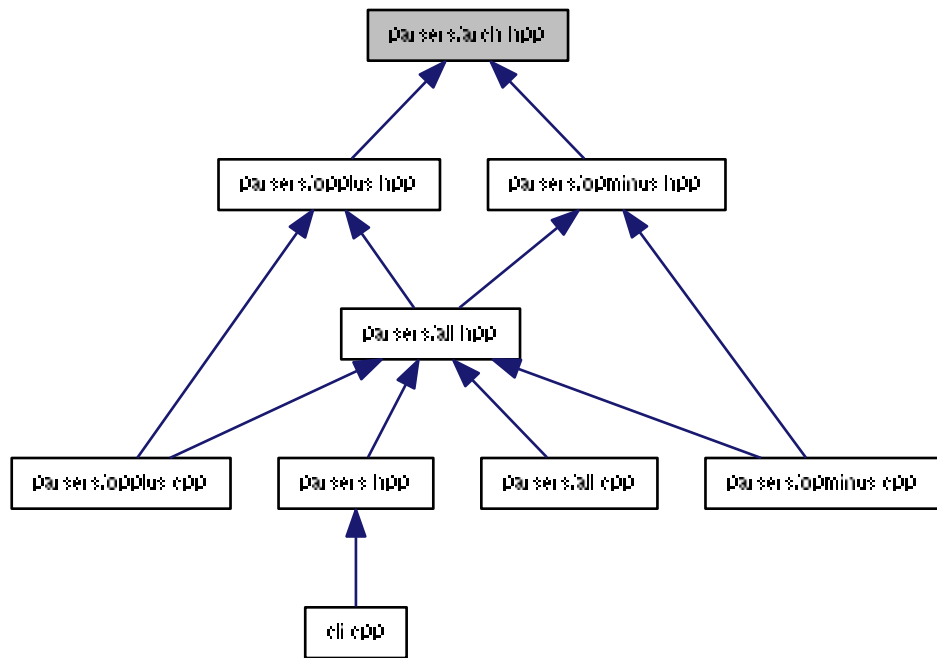 parsers/arch.hpp
parsers/opplus.hpp
parsers/opminus.hpp
parsers/all.hpp
parsers/opplus.cpp
parsers.hpp
parsers/all.cpp
parsers/opminus.cpp
cli.cpp